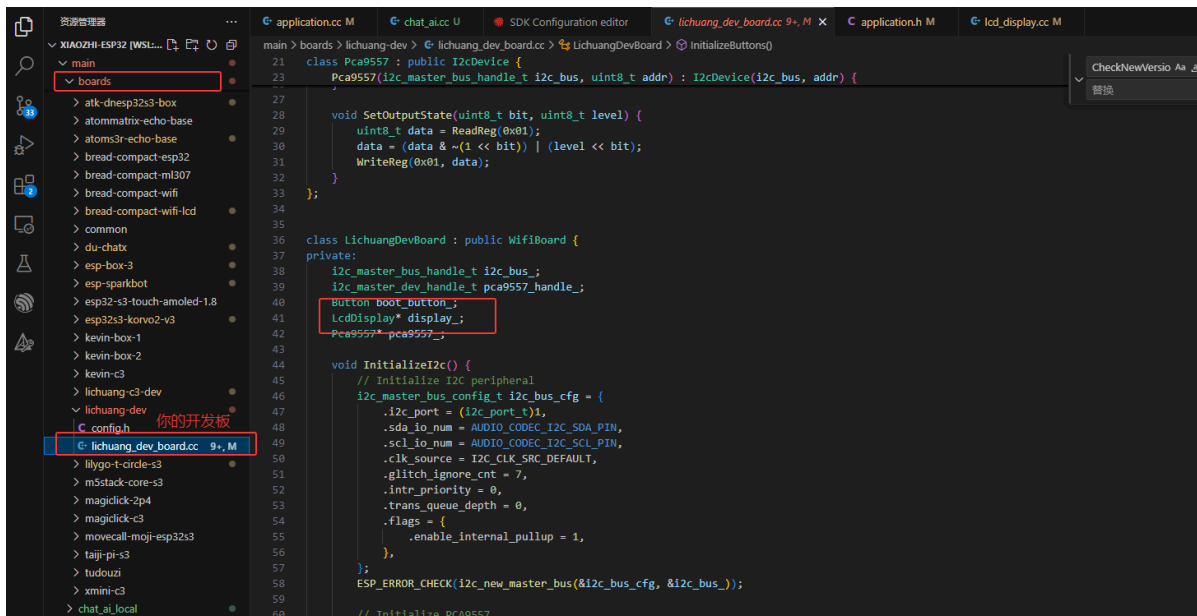 资源管理器
application.cc M
chat_ai.cc U
SDK Configuration editor
lichuang_dev_board.cc 9+, M
application.h M
lcd_display.cc M
XIAOZHI-ESP32 [WSL:...
main > boards > lichuang-dev > lichuang_dev_board.cc > LichuangDevBoard > InitializeButtons()
CheckNewVersio Aa
替换
main
boards
atk-dnesp32s3-box
atommatrix-echo-base
atoms3r-echo-base
bread-compact-esp32
bread-compact-ml307
bread-compact-wifi
bread-compact-wifi-lcd
common
du-chatx
esp-box-3
esp-sparkbot
esp32-s3-touch-amoled-1.8
esp32s3-korvo2-v3
kevin-box-1
kevin-box-2
kevin-c3
lichuang-c3-dev
lichuang-dev
你的开发板
config.h
lichuang_dev_board.cc 9+, M
lilygo-t-circle-s3
m5stack-core-s3
magiclick-2p4
magiclick-c3
movecall-moji-esp32s3
taiji-pi-s3
tudouzi
xmini-c3
chat_ai_local
33
2
21 class Pca9557 : public I2cDevice {
23 Pca9557(i2c_master_bus_handle_t i2c_bus, uint8_t addr) : I2cDevice(i2c_bus, addr) {
27
28 void SetOutputState(uint8_t bit, uint8_t level) {
29 uint8_t data = ReadReg(0x01);
30 data = (data & ~(1 << bit)) | (level << bit);
31 WriteReg(0x01, data);
32 }
33 };
34
35
36 class LichuangDevBoard : public WifiBoard {
37 private:
38 i2c_master_bus_handle_t i2c_bus_;
39 i2c_master_dev_handle_t pca9557_handle_;
40 Button boot_button_;
41 LcdDisplay* display_;
42 Pca9557* pca9557_;
43
44 void InitializeI2c() {
45 // Initialize I2C peripheral
46 i2c_master_bus_config_t i2c_bus_cfg = {
47 .i2c_port = (i2c_port_t)1,
48 .sda_io_num = AUDIO_CODEC_I2C_SDA_PIN,
49 .scl_io_num = AUDIO_CODEC_I2C_SCL_PIN,
50 .clk_source = I2C_CLK_SRC_DEFAULT,
51 .glitch_ignore_cnt = 7,
52 .intr_priority = 0,
53 .trans_queue_depth = 0,
54 .flags = {
55 .enable_internal_pullup = 1,
56 },
57 };
58 ESP_ERROR_CHECK(i2c_new_master_bus(&i2c_bus_cfg, &i2c_bus_));
59
60 // Initialize PCA9557